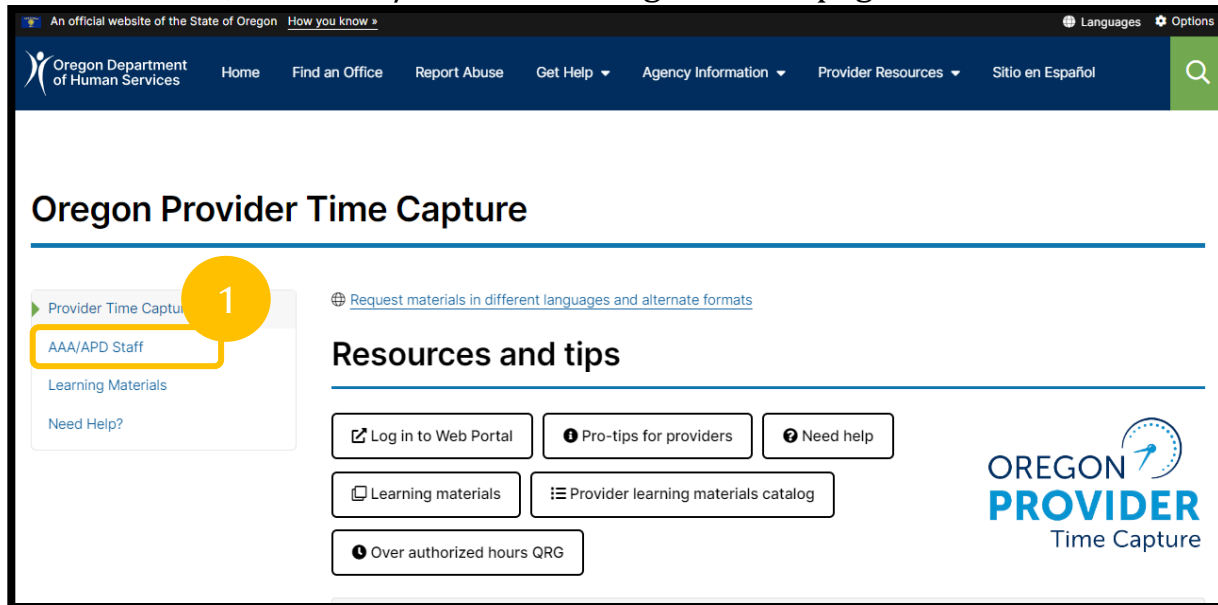 An official website of the State of Oregon How you know »
Languages Options
Oregon Department
of Human Services
Home Find an Office Report Abuse Get Help Agency Information Provider Resources Sitio en Español
Oregon Provider Time Capture
1
Provider Time
AAA/APD Staff
Learning Materials
Need Help?
Request materials in different languages and alternate formats
Resources and tips
Log in to Web Portal
Pro-tips for providers
Need help
Learning materials
Provider learning materials catalog
Over authorized hours QRG
OREGON
PROVIDER
Time Capture